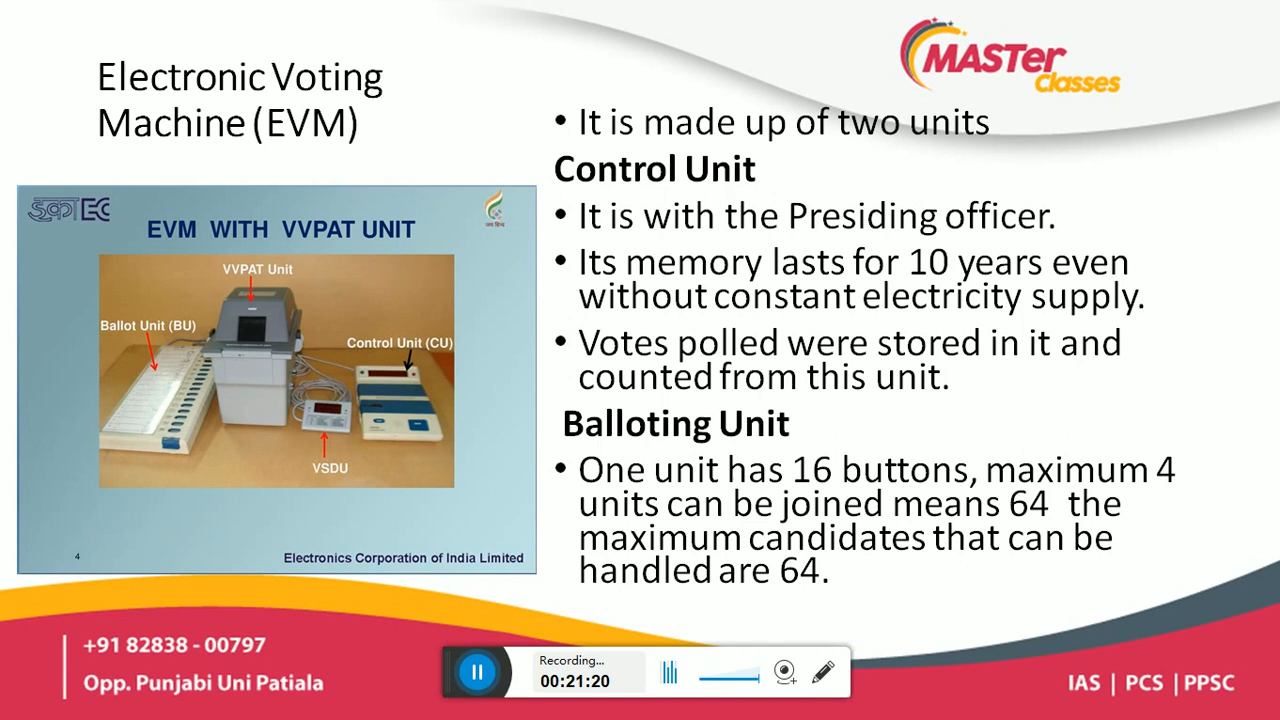 MASTer
Classes
Electronic Voting
Machine (EVM)
• It is made up of two units
Control Unit
• It is with the Presiding officer.
• Its memory lasts for 10 years even
without constant electricity supply.
• Votes polled were stored in it and
counted from this unit.
Balloting Unit
• One unit has 16 buttons, maximum 4
units can be joined means 64 the
maximum candidates that can be
handled are 64.
EVM WITH VVPAT UNIT
VVPAT Unit
Ballot Unit (BU)
Control Unit (CU)
VSDU
4
Electronics Corporation of India Limited
+91 82838 - 00797
Opp. Punjabi Uni Patiala
Recording...
00:21:20
IAS | PCS | PPSC